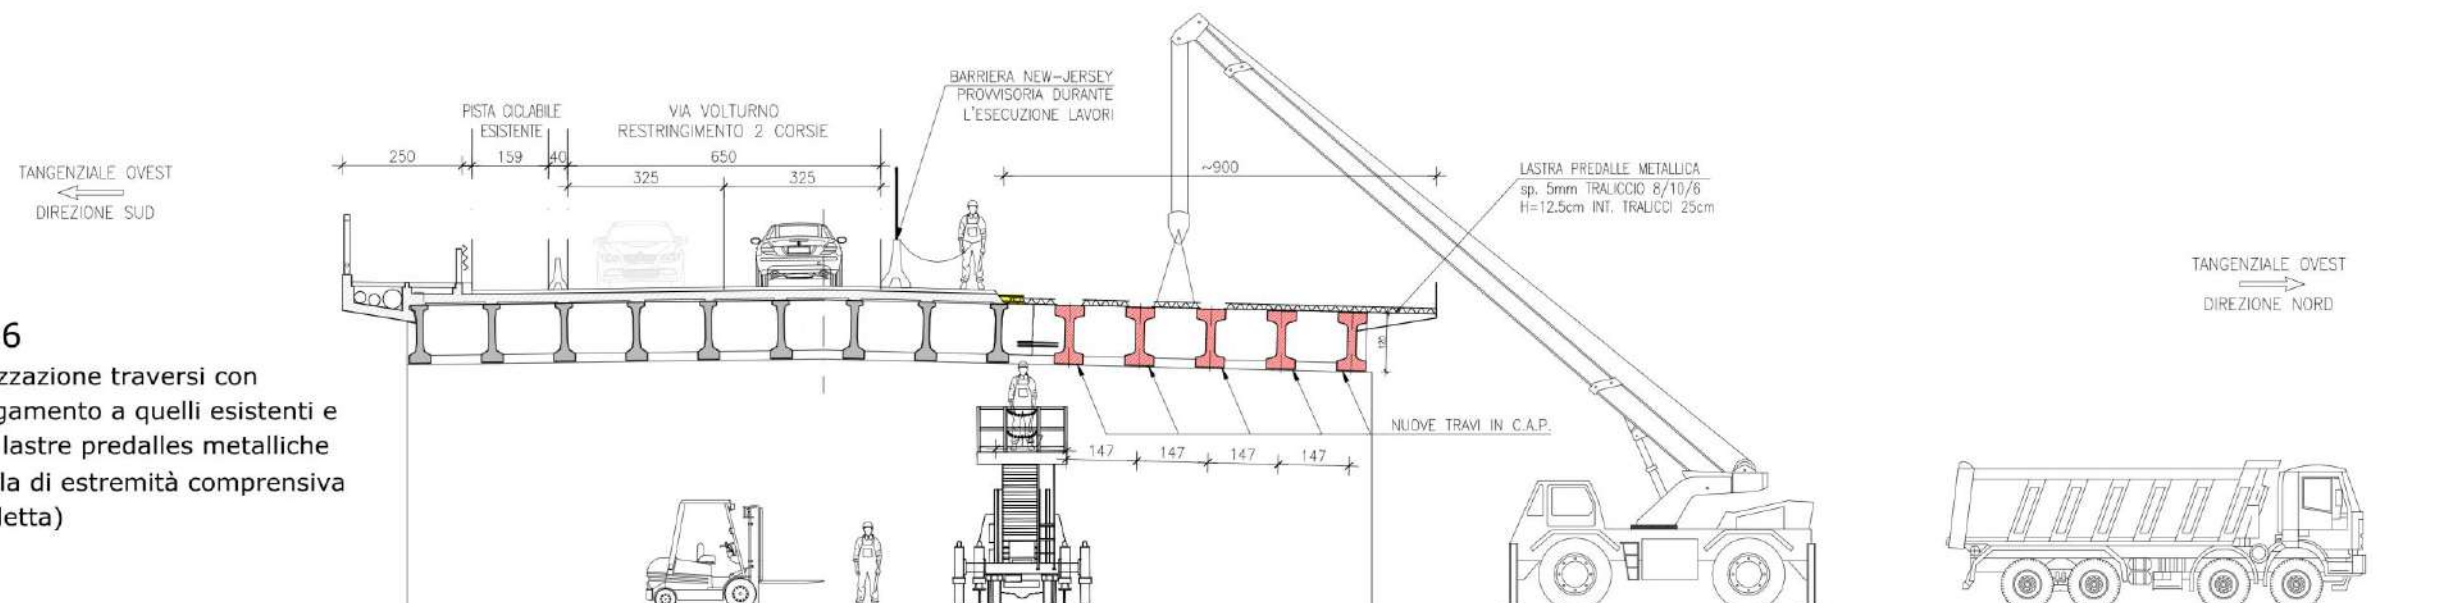 BARRIERA NEW-JERSEY
PROVVISORIA DURANTE
L'ESECUZIONE LAVORI
PISTA CICLABILE
ESISTENTE
VIA VOLTURNO
RESTRINGIMENTO 2 CORSIE
250
159
40
650
325
325
~900
TANGENZIALE OVEST
DIREZIONE SUD
LASTRA PREDALLE METALLICA
sp. 5mm TRALICCIO 8/10/6
H=12.5cm INT. TRALICCI 25cm
TANGENZIALE OVEST
DIREZIONE NORD
120
6
zzazione traversi con
gamento a quelli esistenti e
lastre predalles metalliche
la di estremità comprensiva
letta)
NUOVE TRAVI IN C.A.P.
147
147
147
147